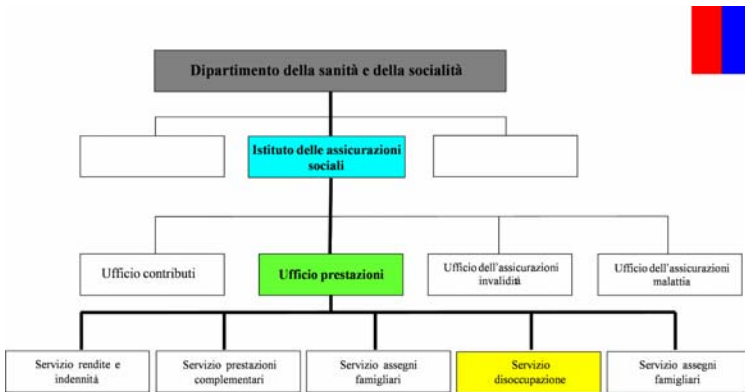 Dipartimento della sanità e della socialità
Istituto delle assicurazioni
sociali
Ufficio contributi
Ufficio prestazioni
Ufficio dell'assicurazioni
invalidità
Ufficio dell'assicurazioni
malattia
Servizio rendite e
indennità
Servizio prestazioni
complementari
Servizio assegni
famigliari
Servizio
disoccupazione
Servizio assegni
famigliari